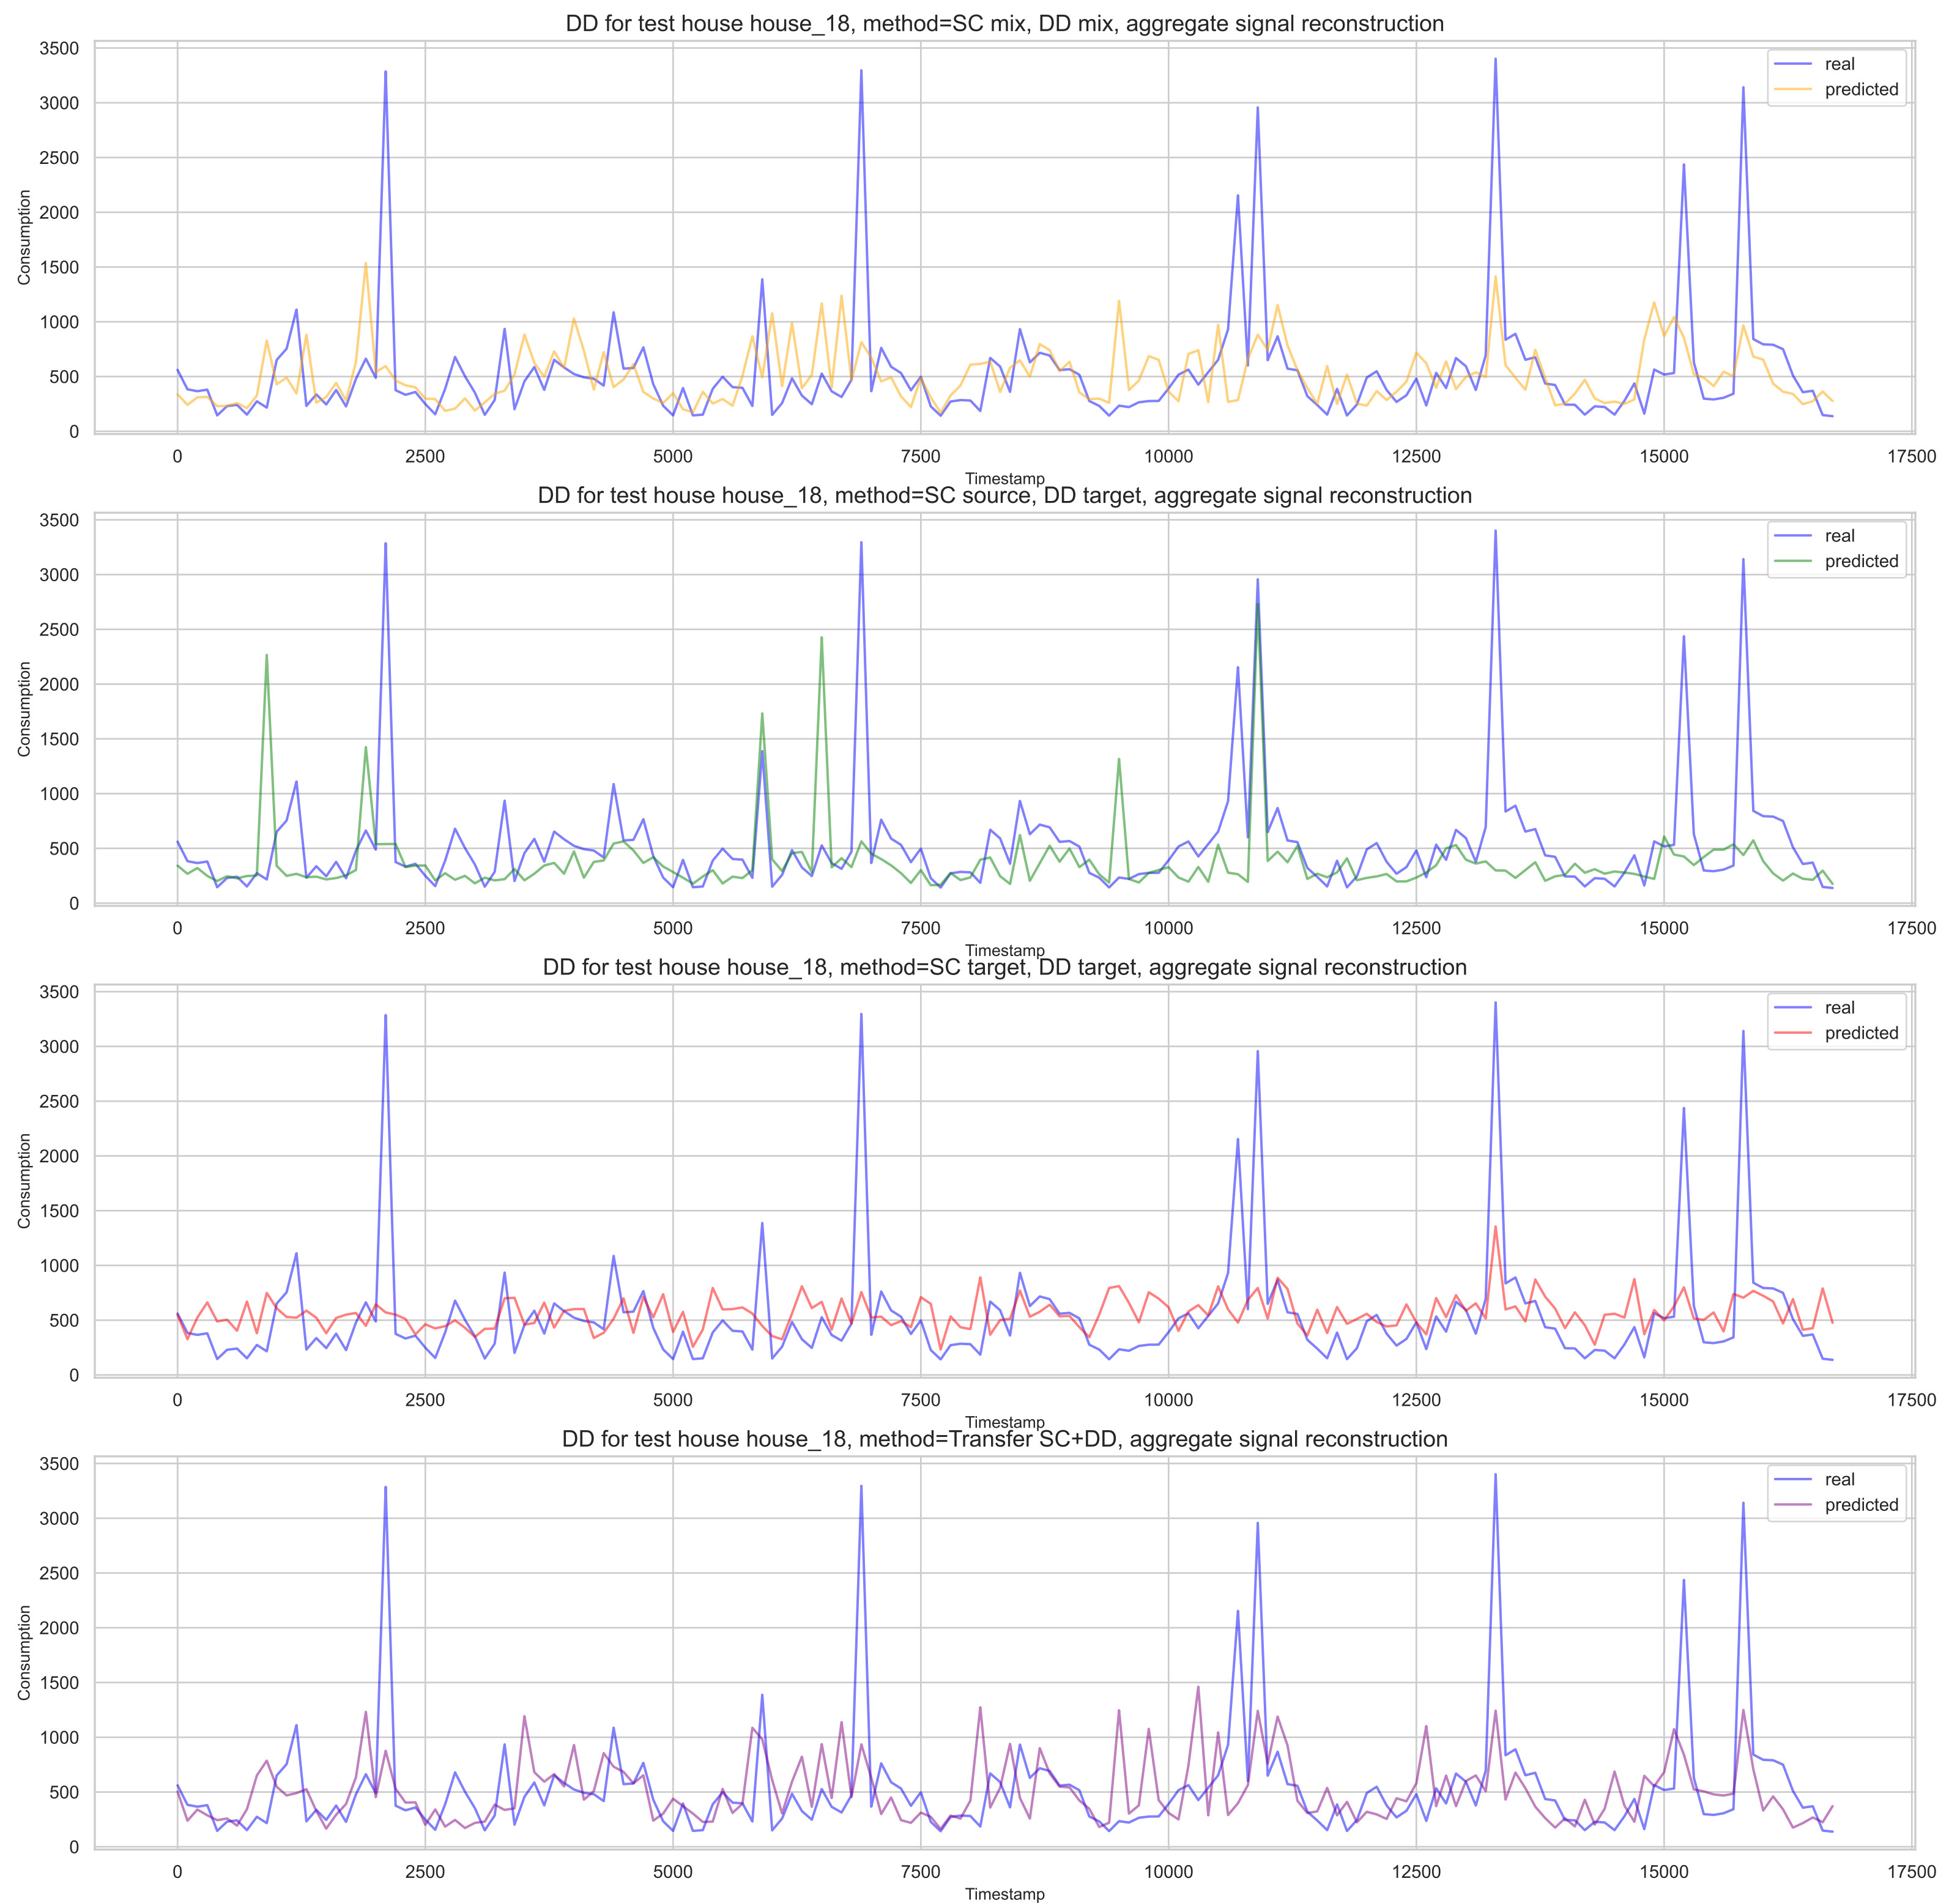 DD for test house house_18, method=SC mix, DD mix, aggregate signal reconstruction
3500
3000
2500
2000
1500
1000
500
0
Consumption
real
predicted
0 2500 5000 7500 10000 12500 15000 17500
Timestamp
DD for test house house_18, method=SC source, DD target, aggregate signal reconstruction
3500
3000
2500
2000
1500
1000
500
0
Consumption
real
predicted
0 2500 5000 7500 10000 12500 15000 17500
Timestamp
DD for test house house_18, method=SC target, DD target, aggregate signal reconstruction
3500
3000
2500
2000
1500
1000
500
0
Consumption
real
predicted
0 2500 5000 7500 10000 12500 15000 17500
Timestamp
DD for test house house_18, method=Transfer SC+DD, aggregate signal reconstruction
3500
3000
2500
2000
1500
1000
500
0
Consumption
real
predicted
0 2500 5000 7500 10000 12500 15000 17500
Timestamp